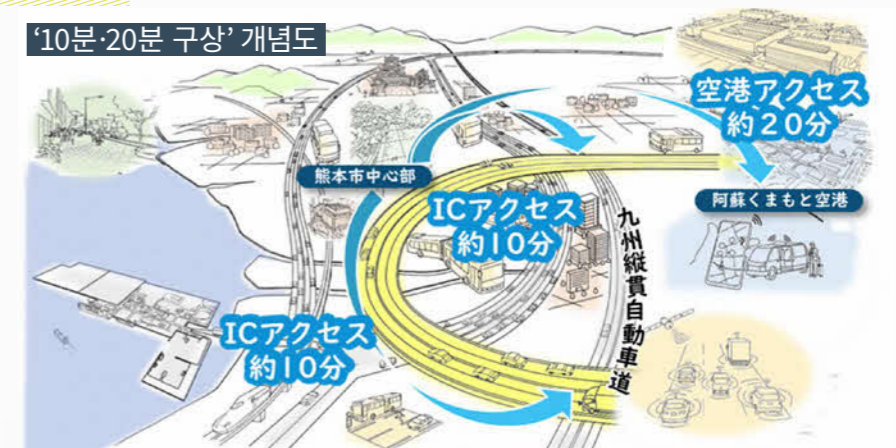 ‘10분·20분 구상’ 개념도
空港アクセス
約20分
熊本市中心部
阿蘇くまもと空港
ICアクセス
約10分
九州縦貫自動車道
ICアクセス
約10分